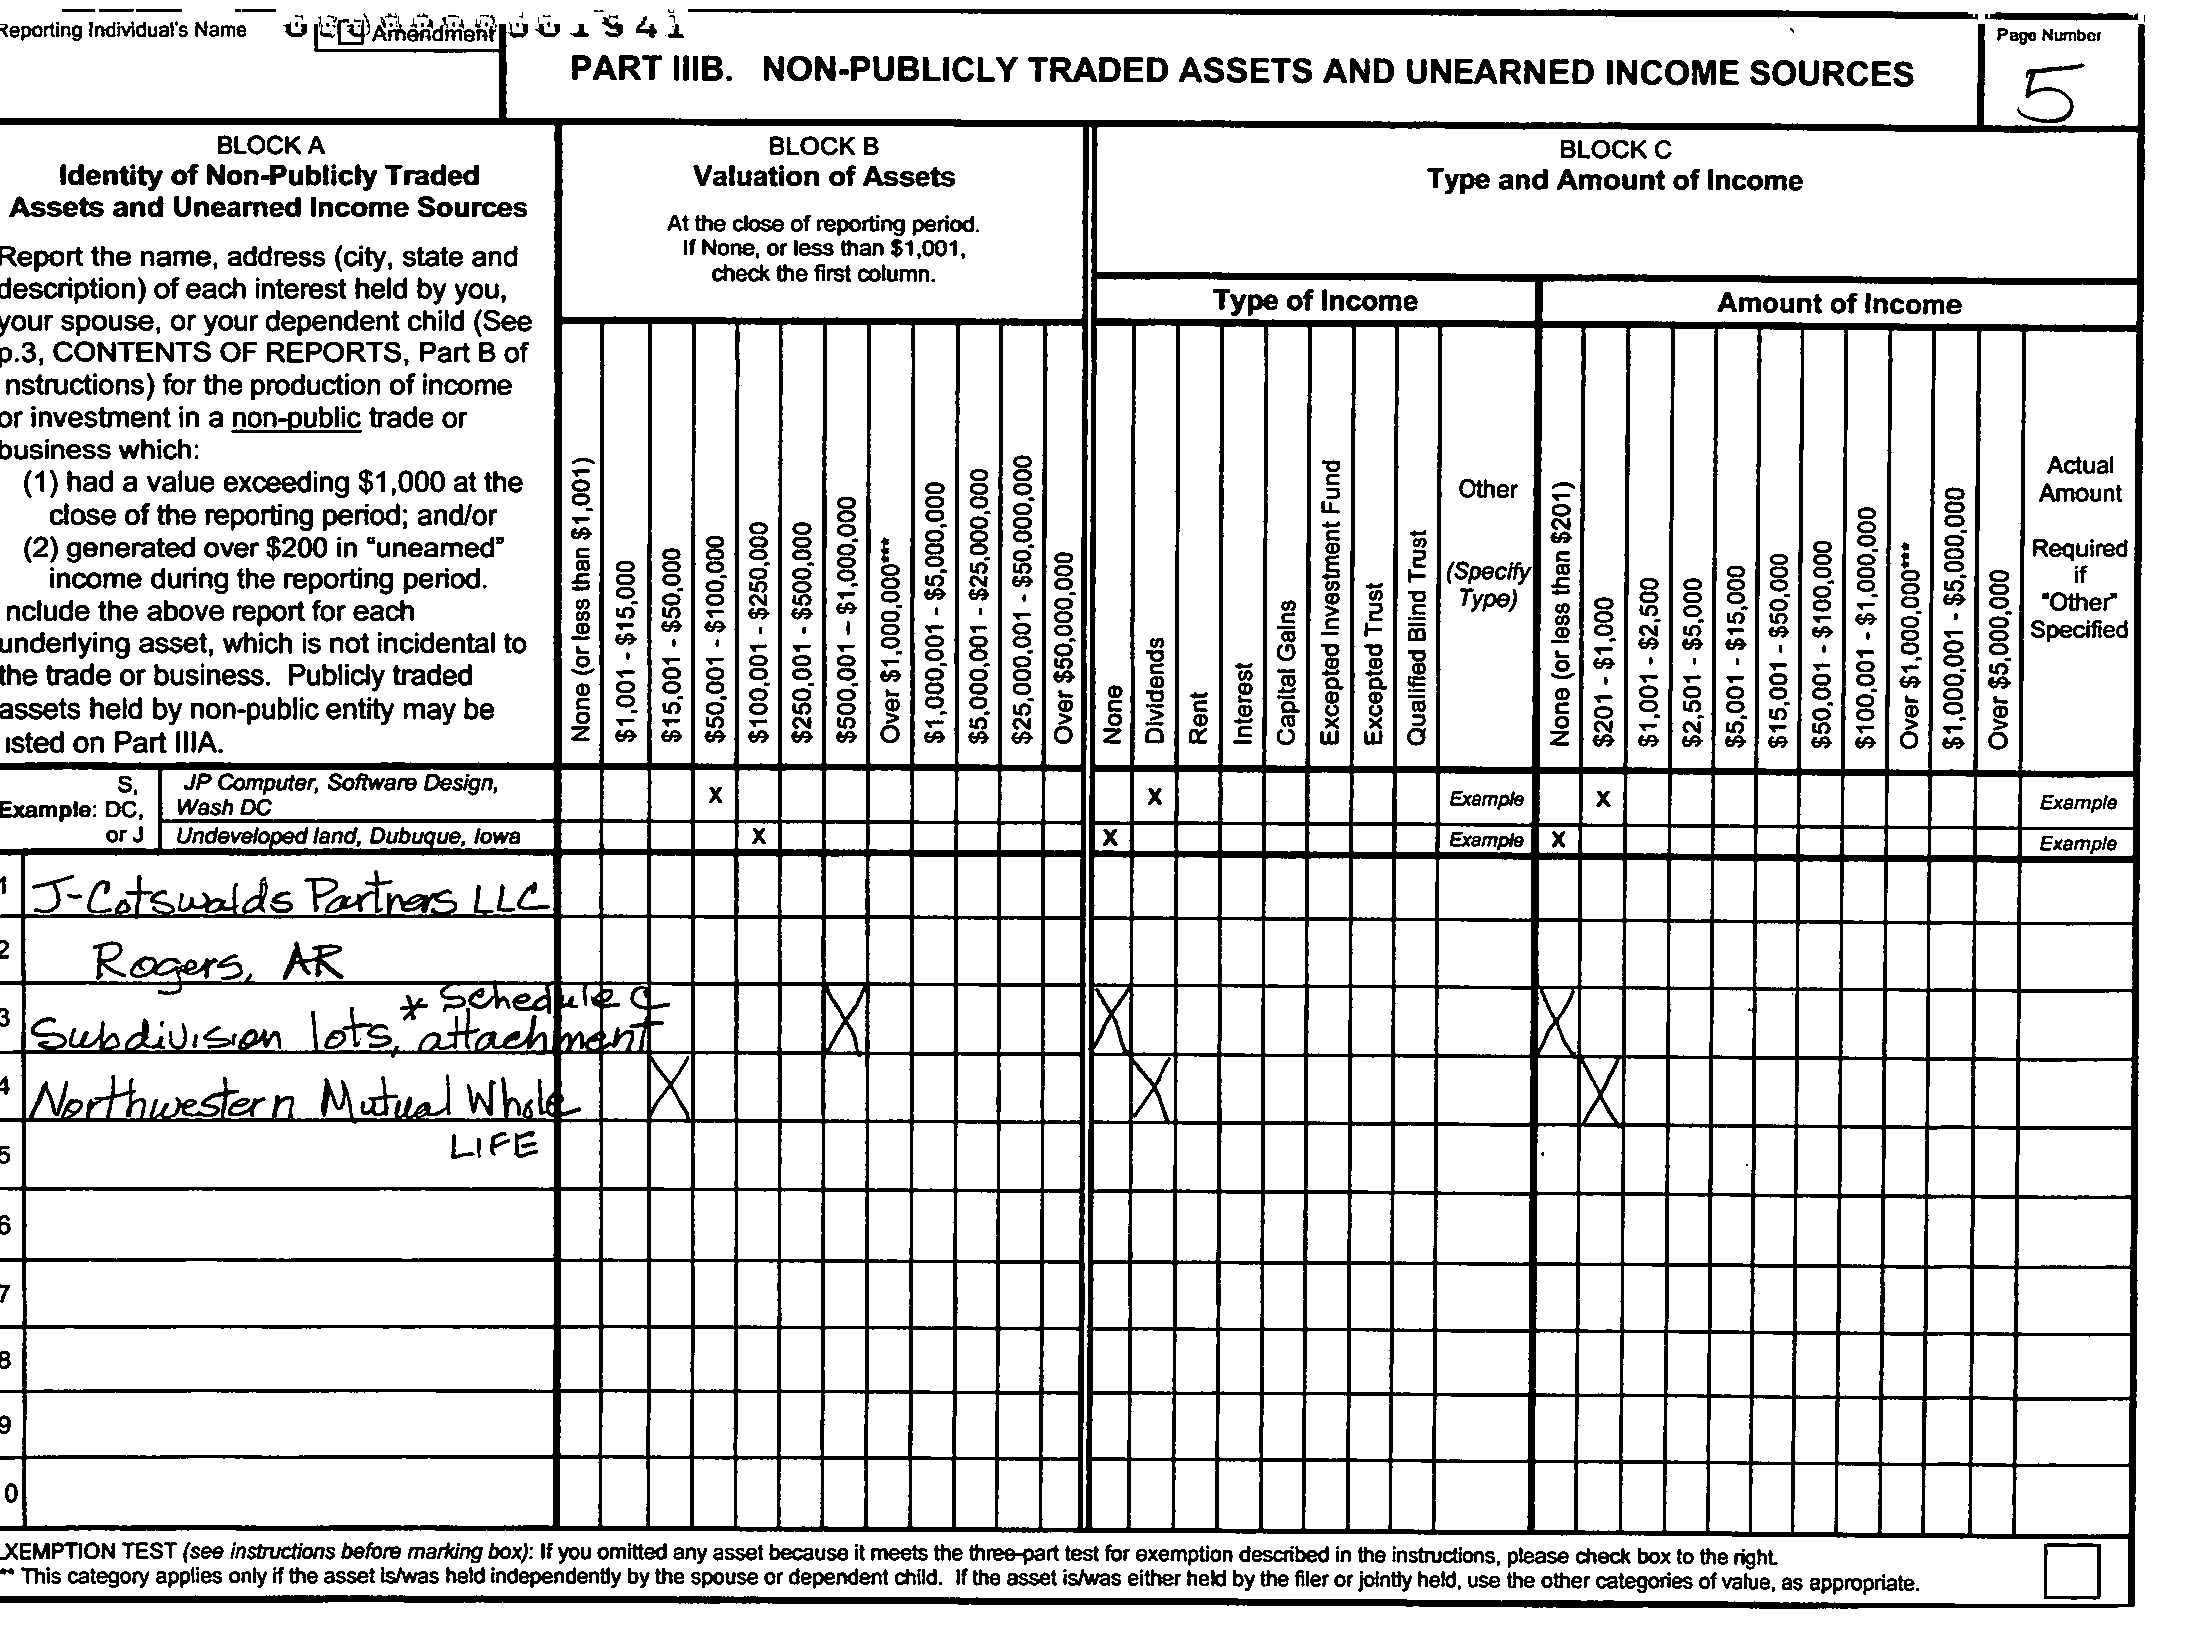 Reporting Individual's Name
Amendment
PART IIIB. NON-PUBLICLY TRADED ASSETS AND UNEARNED INCOME SOURCES
Page Number
5
BLOCK A
Identity of Non-Publicly Traded
Assets and Unearned Income Sources
Report the name, address (city, state and
description) of each interest held by you,
your spouse, or your dependent child (See
p.3, CONTENTS OF REPORTS, Part B of
nstructions) for the production of income
or investment in a non-public trade or
business which:
(1) had a value exceeding $1,000 at the
close of the reporting period; and/or
(2) generated over $200 in "unearned"
income during the reporting period.
nclude the above report for each
underlying asset, which is not incidental to
the trade or business. Publicly traded
assets held by non-public entity may be
isted on Part IIIA.
BLOCK B
Valuation of Assets
At the close of reporting period.
If None, or less than $1,001,
check the first column.
None (or less than $1,001)
$1,001 - $15,000
$15,001 - $50,000
$50,001 - $100,000
$100,001 - $250,000
$250,001 - $500,000
$500,001 – $1,000,000
Over $1,000,000***
$1,000,001 - $5,000,000
$5,000,001 - $25,000,000
$25,000,001 - $50,000,000
Over $50,000,000
BLOCK C
Type and Amount of Income
Type of Income
None
Dividends
Rent
Interest
Capital Gains
Excepted Investment Fund
Excepted Trust
Qualified Blind Trust
Other
(Specify
Type)
Amount of Income
None (or less than $201)
$201 - $1,000
$1,001 - $2,500
$2,501 - $5,000
$5,001 - $15,000
$15,001 - $50,000
$50,001 - $100,000
$100,001 - $1,000,000
Over $1,000,000***
$1,000,001 - $5,000,000
Over $5,000,000
Actual
Amount
Required
if
"Other"
Specified
Example: S, DC, or J
JP Computer, Software Design,
Wash DC
X X Example X Example
Undeveloped land, Dubuque, Iowa X X Example X Example
1 J-Cotswalds Partners LLC
2 Rogers, AR
* Schedule C
3 Subdivision lots, attachment X X X
4 Northwestern Mutual Whole X X X
5 LIFE
6
7
8
9
0
XEMPTION TEST (see instructions before marking box): If you omitted any asset because it meets the three-part test for exemption described in the instructions, please check box to the right.
** This category applies only if the asset is/was held independently by the spouse or dependent child. If the asset is/was either held by the filer or jointly held, use the other categories of value, as appropriate.